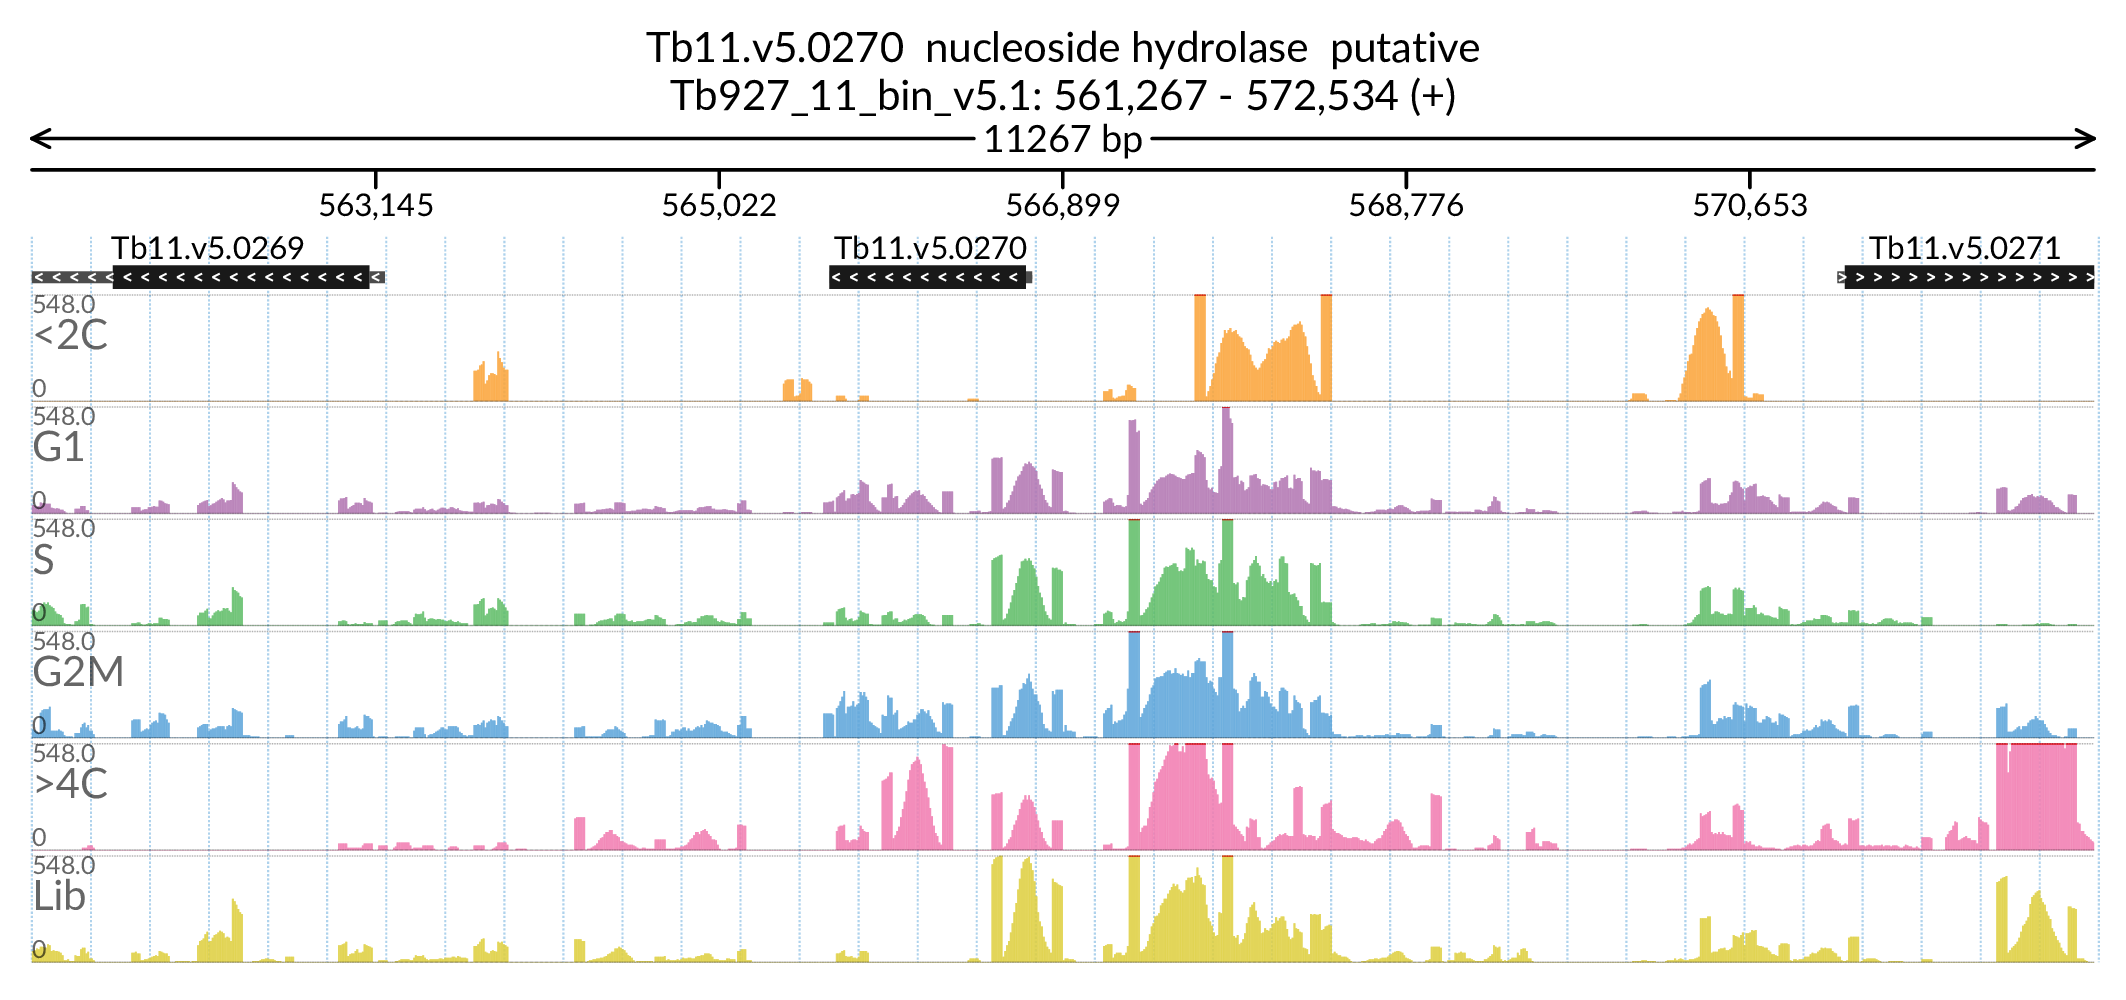 Tb11.v5.0270 nucleoside hydrolase putative
Tb927_11_bin_v5.1: 561,267 - 572,534 (+)
11267 bp
563,145 565,022 566,899 568,776 570,653
Tb11.v5.0269 Tb11.v5.0270 Tb11.v5.0271
548.0
<2C
0
548.0
G1
0
548.0
S
0
548.0
G2M
0
548.0
>4C
0
548.0
Lib
0